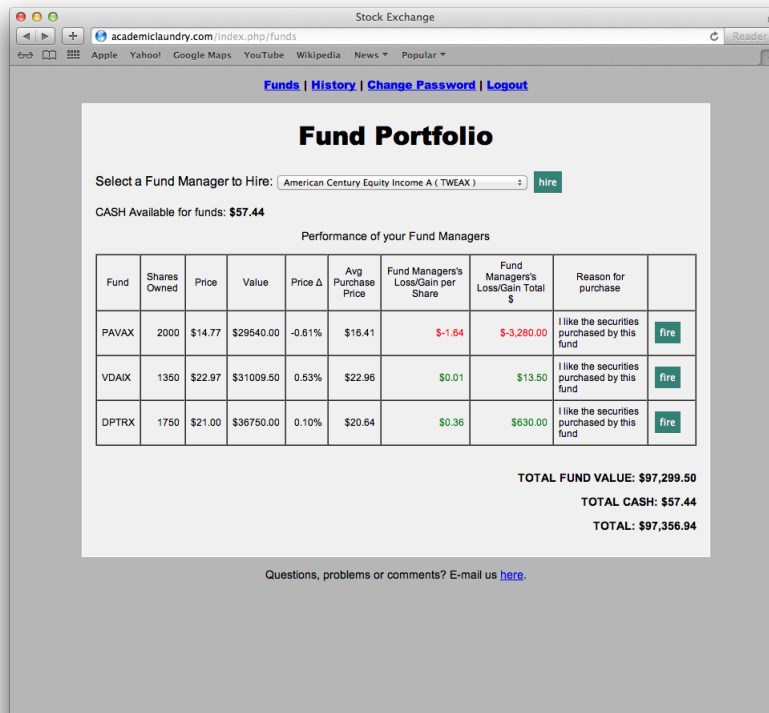 Stock Exchange
academiclaundry.com/index.php/funds
Reader
Apple Yahoo! Google Maps YouTube Wikipedia News Popular
Funds | History | Change Password | Logout
Fund Portfolio
Select a Fund Manager to Hire: American Century Equity Income A ( TWEAX ) hire
CASH Available for funds: $57.44
Performance of your Fund Managers
Fund Shares Owned Price Value Price Δ Avg Purchase Price Fund Managers's Loss/Gain per Share Fund Managers's Loss/Gain Total $ Reason for purchase
PAVAX 2000 $14.77 $29540.00 -0.61% $16.41 $-1.64 $-3,280.00 I like the securities purchased by this fund fire
VDAIX 1350 $22.97 $31009.50 0.53% $22.96 $0.01 $13.50 I like the securities purchased by this fund fire
DPTRX 1750 $21.00 $36750.00 0.10% $20.64 $0.36 $630.00 I like the securities purchased by this fund fire
TOTAL FUND VALUE: $97,299.50
TOTAL CASH: $57.44
TOTAL: $97,356.94
Questions, problems or comments? E-mail us here.